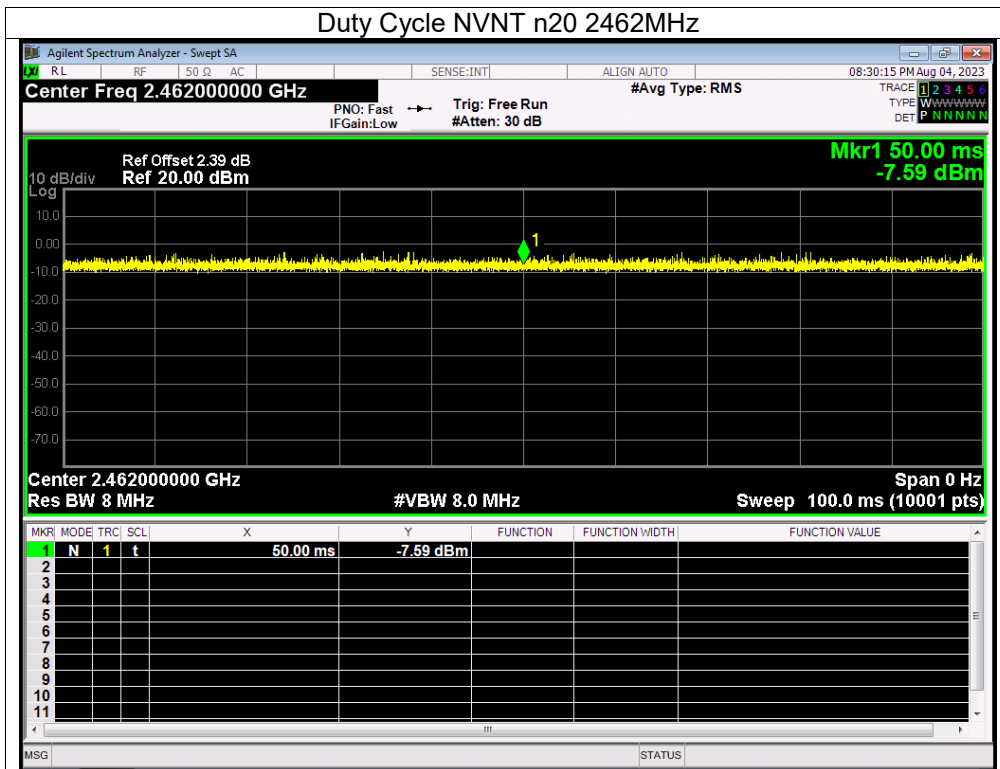 Duty Cycle NVNT n20 2462MHz
Agilent Spectrum Analyzer - Swept SA
LXI RL RF 50 Ω AC SENSE:INT ALIGN AUTO 08:30:15 PM Aug 04, 2023
Center Freq 2.462000000 GHz #Avg Type: RMS TRACE 1 2 3 4 5 6
PNO: Fast Trig: Free Run TYPE WWWWWW
IFGain:Low #Atten: 30 dB DET P N N N N N
Mkr1 50.00 ms
-7.59 dBm
Ref Offset 2.39 dB
10 dB/div Ref 20.00 dBm
Log
10.0
1
0.00
-10.0
-20.0
-30.0
-40.0
-50.0
-60.0
-70.0
Center 2.462000000 GHz Span 0 Hz
Res BW 8 MHz #VBW 8.0 MHz Sweep 100.0 ms (10001 pts)
MKR MODE TRC SCL X Y FUNCTION FUNCTION WIDTH FUNCTION VALUE
1 N 1 t 50.00 ms -7.59 dBm
2
3
4
5
6
7
8
9
10
11
MSG STATUS